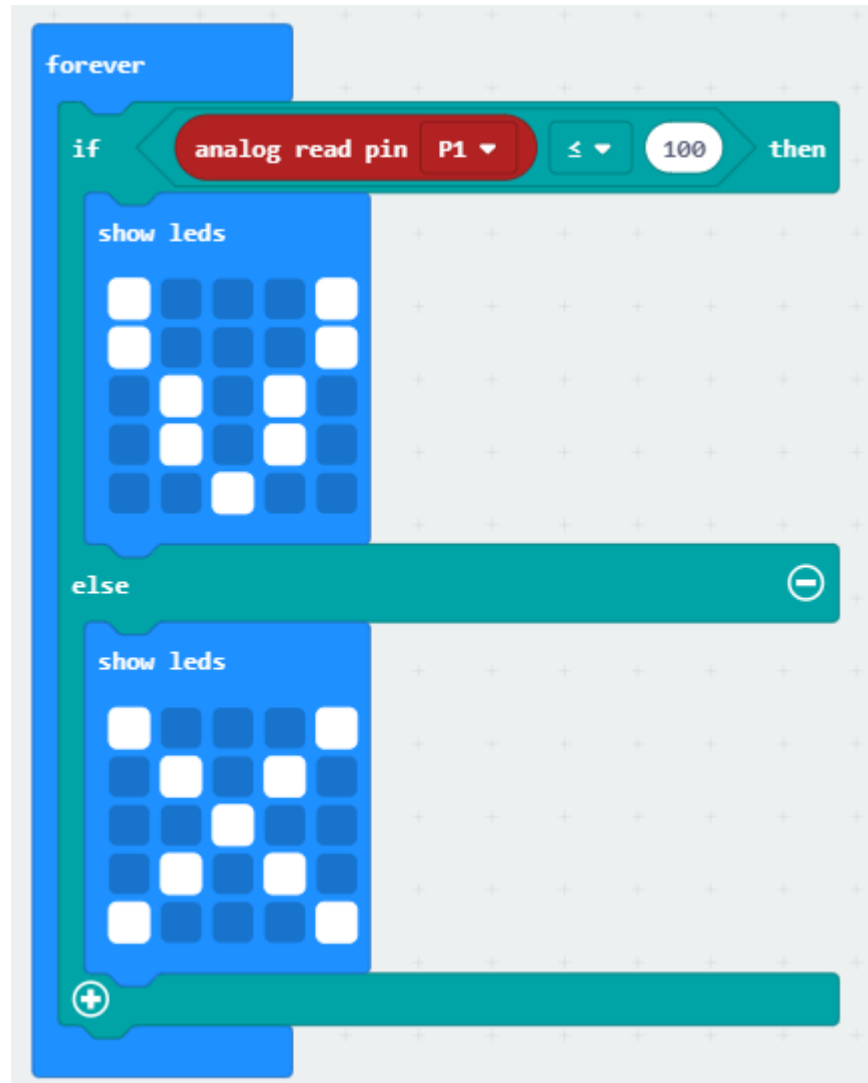 forever
if analog read pin P1 ≤ 100 then
show leds
else
show leds